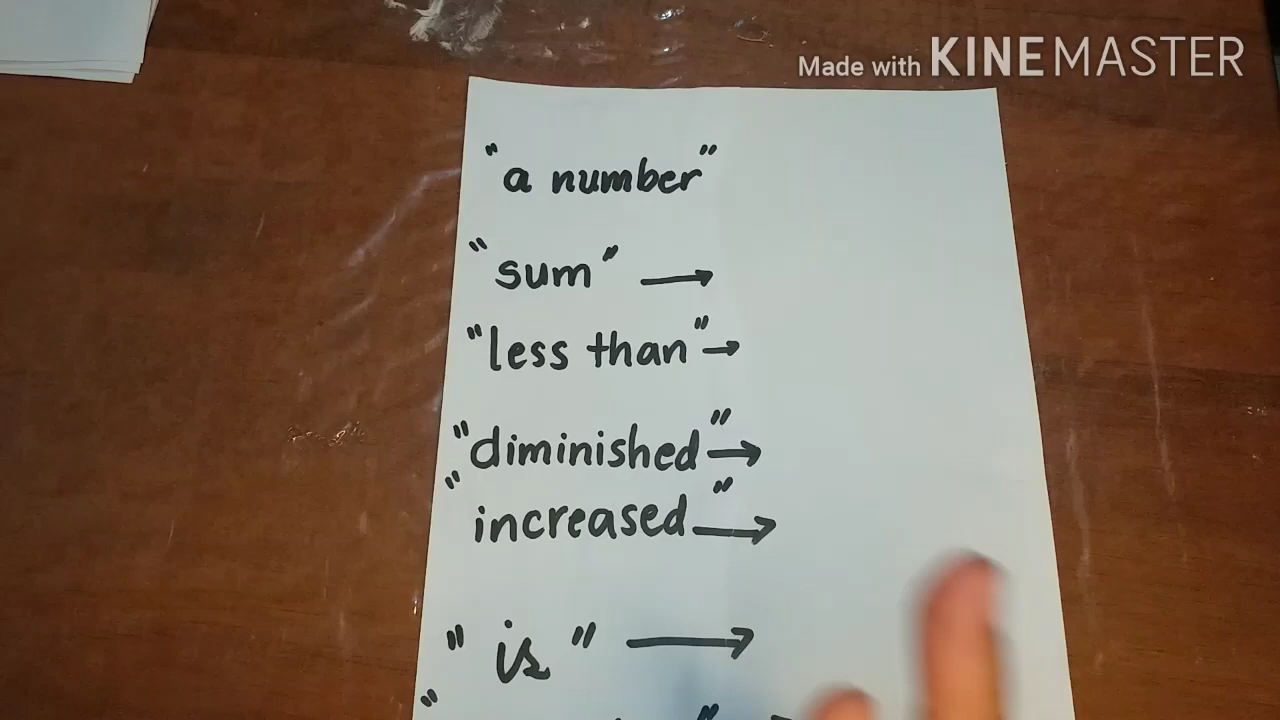 Made with KINEMASTER
"a number"
"sum" →
"less than" →
"diminished" →
"increased" →
"is" →